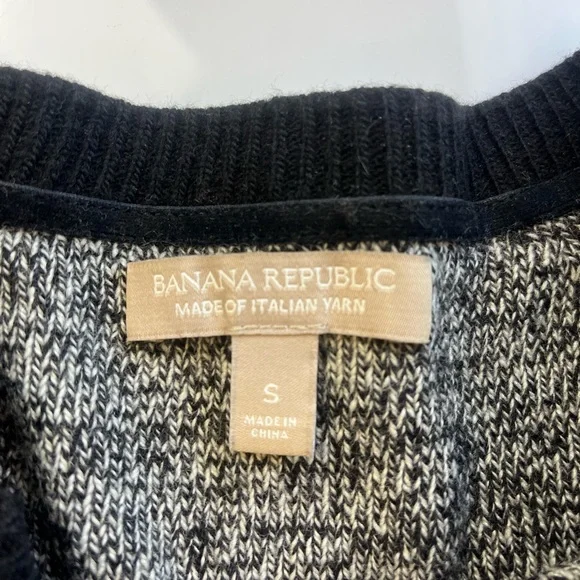 BANANA REPUBLIC
MADE OF ITALIAN YARN
S
MADE IN
CHINA